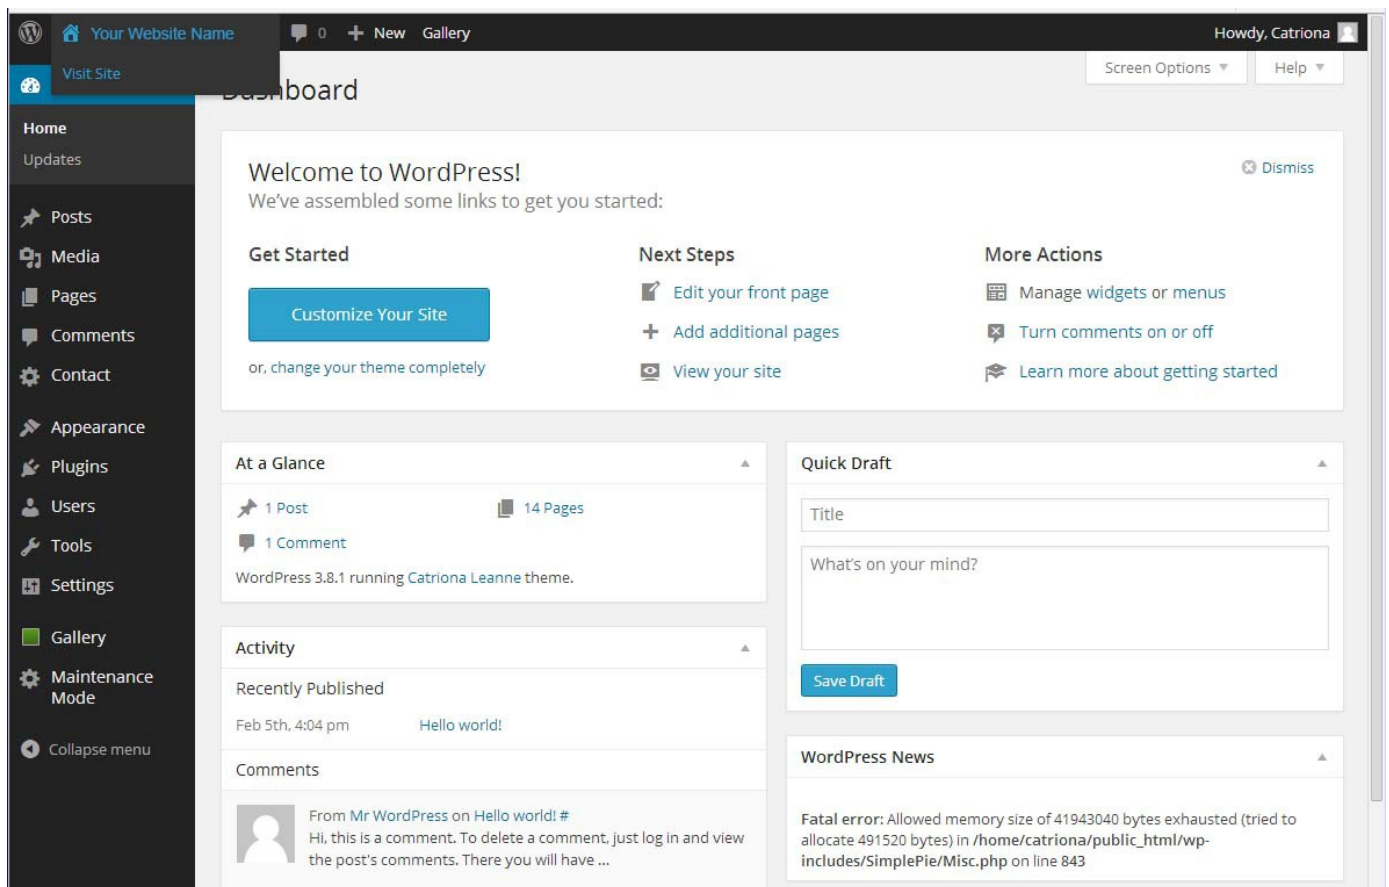 Your Website Name
0
New
Gallery
Howdy, Catriona
Visit Site
Dashboard
Screen Options
Help
Home
Updates
Posts
Media
Pages
Comments
Contact
Appearance
Plugins
Users
Tools
Settings
Gallery
Maintenance
Mode
Collapse menu
Welcome to WordPress!
We've assembled some links to get you started:
Dismiss
Get Started
Customize Your Site
or, change your theme completely
Next Steps
Edit your front page
Add additional pages
View your site
More Actions
Manage widgets or menus
Turn comments on or off
Learn more about getting started
At a Glance
1 Post
14 Pages
1 Comment
WordPress 3.8.1 running Catriona Leanne theme.
Activity
Recently Published
Feb 5th, 4:04 pm
Hello world!
Comments
From Mr WordPress on Hello world! #
Hi, this is a comment. To delete a comment, just log in and view
the post's comments. There you will have ...
Quick Draft
Title
What's on your mind?
Save Draft
WordPress News
Fatal error: Allowed memory size of 41943040 bytes exhausted (tried to
allocate 491520 bytes) in /home/catriona/public_html/wp-
includes/SimplePie/Misc.php on line 843